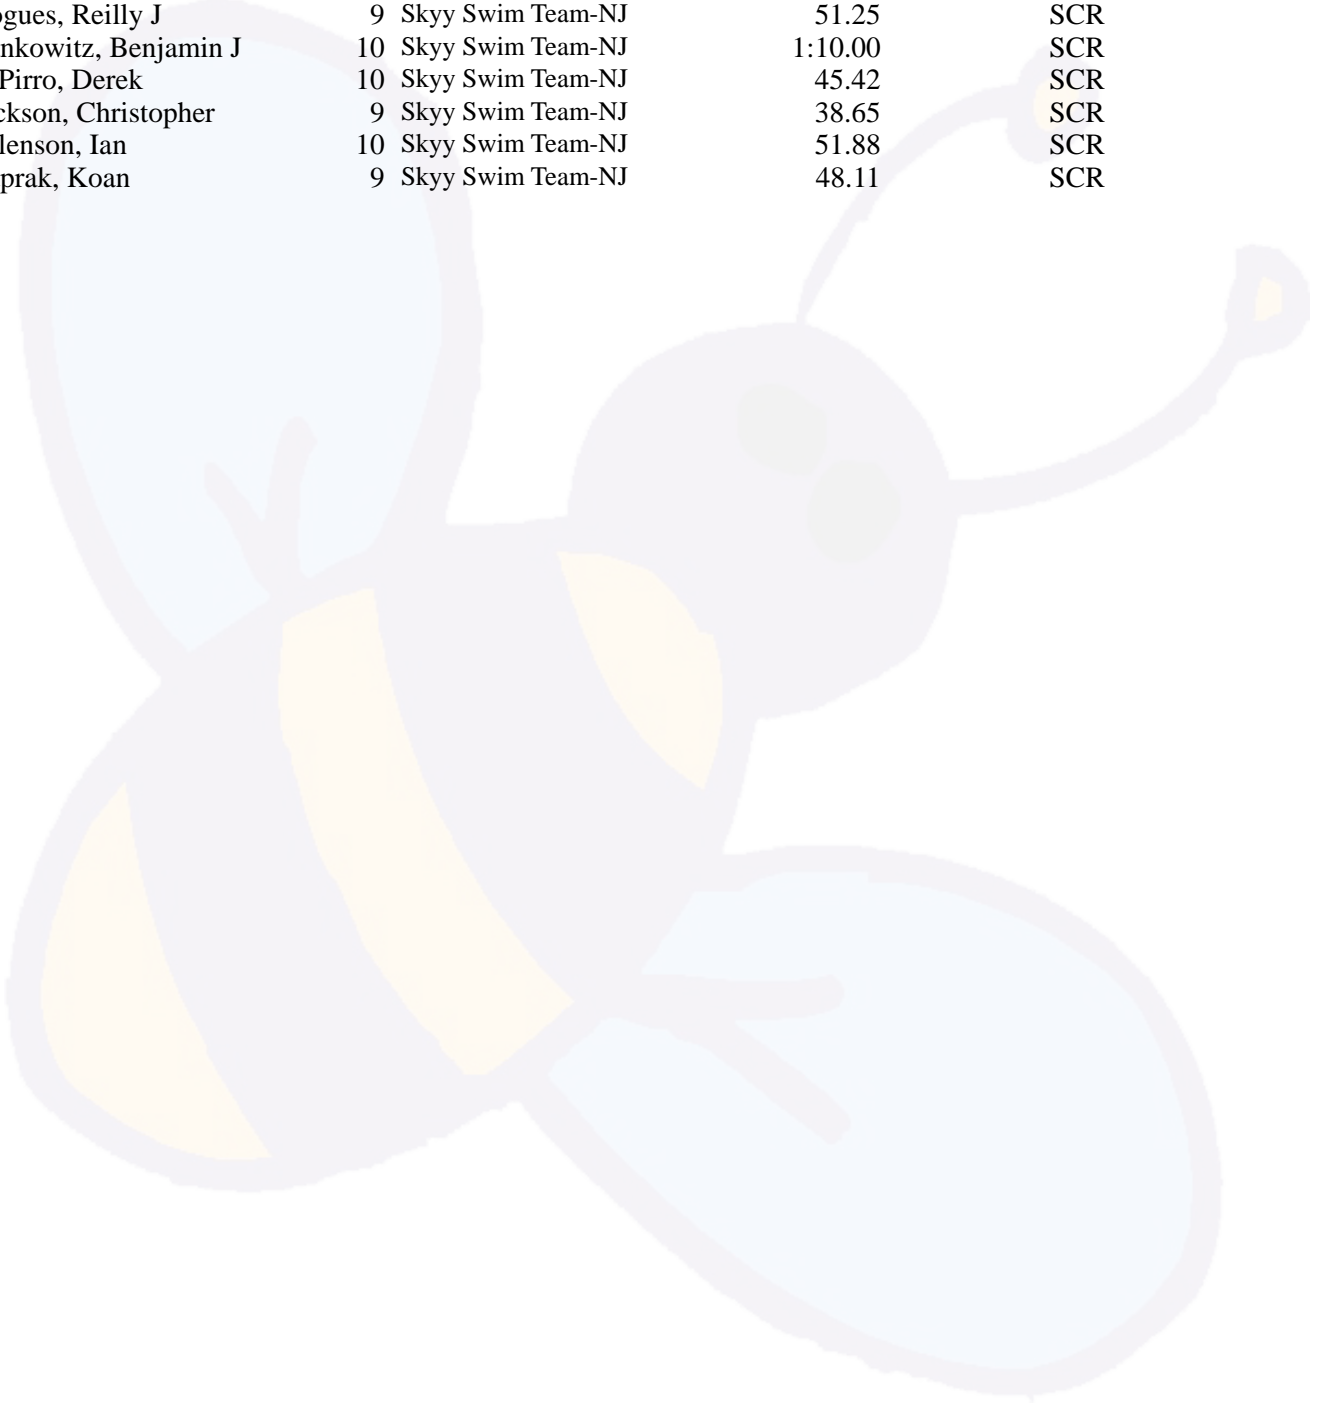 ogues, Reilly J 9 Skyy Swim Team-NJ 51.25 SCR
nkowitz, Benjamin J 10 Skyy Swim Team-NJ 1:10.00 SCR
Pirro, Derek 10 Skyy Swim Team-NJ 45.42 SCR
ckson, Christopher 9 Skyy Swim Team-NJ 38.65 SCR
lenson, Ian 10 Skyy Swim Team-NJ 51.88 SCR
prak, Koan 9 Skyy Swim Team-NJ 48.11 SCR